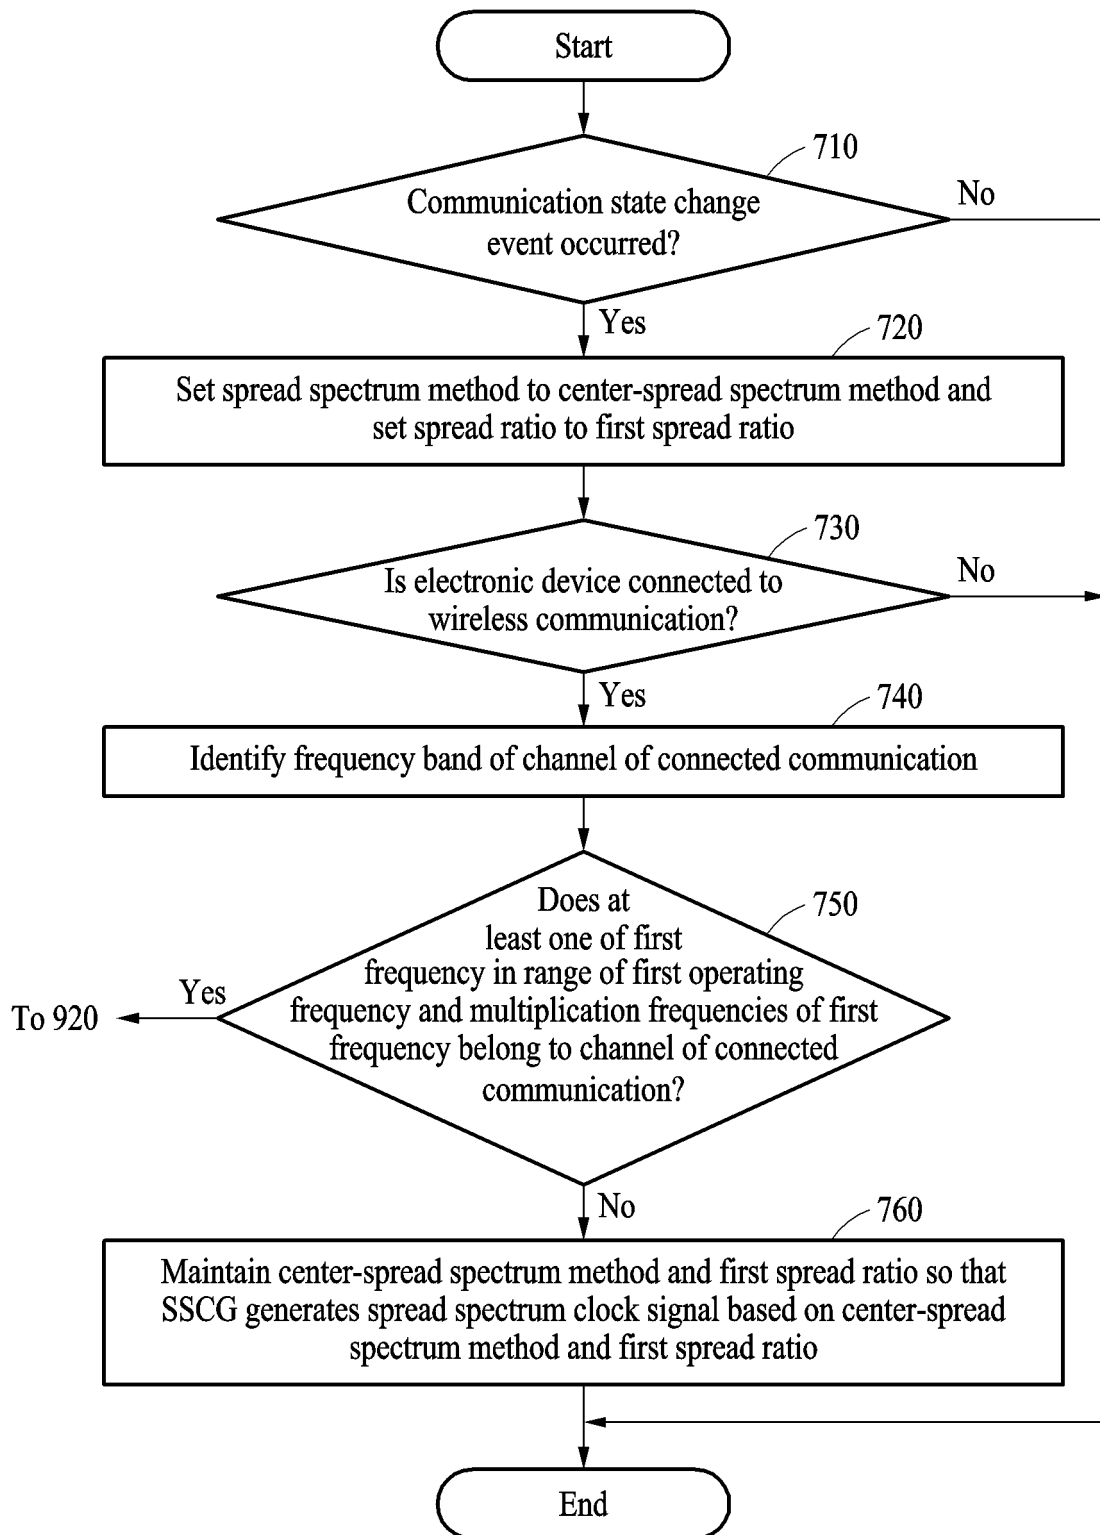 Start
710
Communication state change
event occurred?
No
Yes
720
Set spread spectrum method to center-spread spectrum method and
set spread ratio to first spread ratio
730
Is electronic device connected to
wireless communication?
No
Yes
740
Identify frequency band of channel of connected communication
750
Does at
least one of first
frequency in range of first operating
frequency and multiplication frequencies of first
frequency belong to channel of connected
communication?
Yes
To 920
No
760
Maintain center-spread spectrum method and first spread ratio so that
SSCG generates spread spectrum clock signal based on center-spread
spectrum method and first spread ratio
End